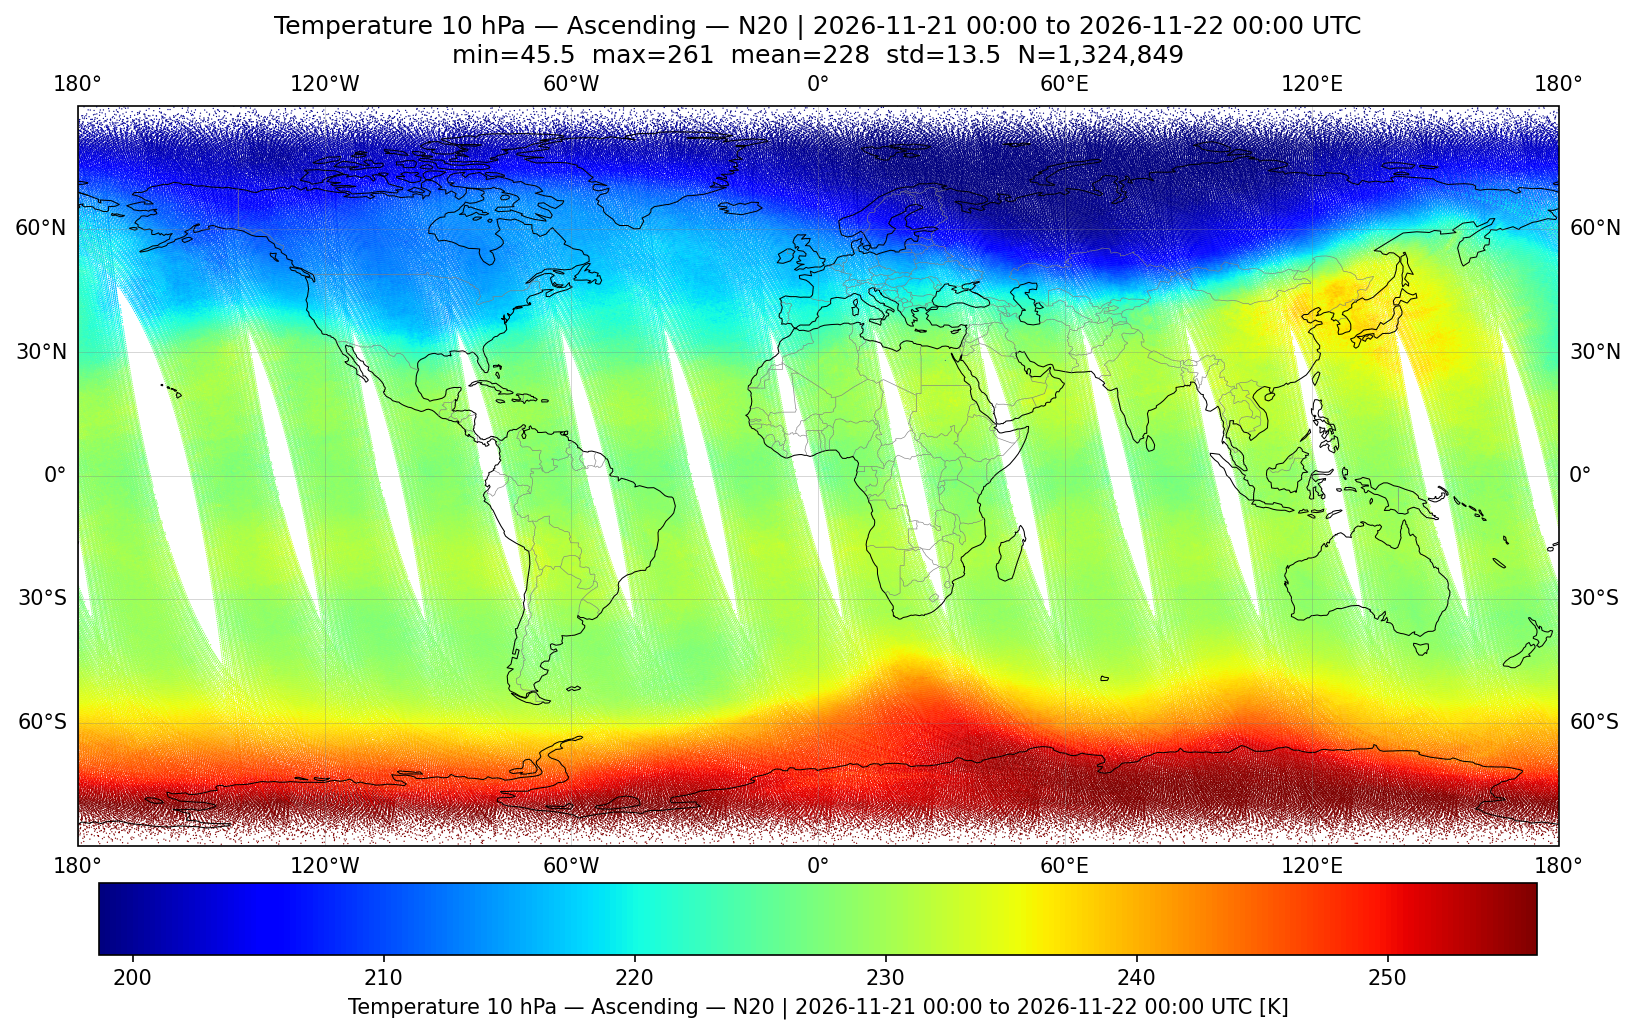 Temperature 10 hPa — Ascending — N20 | 2026-11-21 00:00 to 2026-11-22 00:00 UTC
min=45.5 max=261 mean=228 std=13.5 N=1,324,849
180° 120°W 60°W 0° 60°E 120°E 180°
60°N 60°N
30°N 30°N
0° 0°
30°S 30°S
60°S 60°S
180° 120°W 60°W 0° 60°E 120°E 180°
200 210 220 230 240 250
Temperature 10 hPa — Ascending — N20 | 2026-11-21 00:00 to 2026-11-22 00:00 UTC [K]